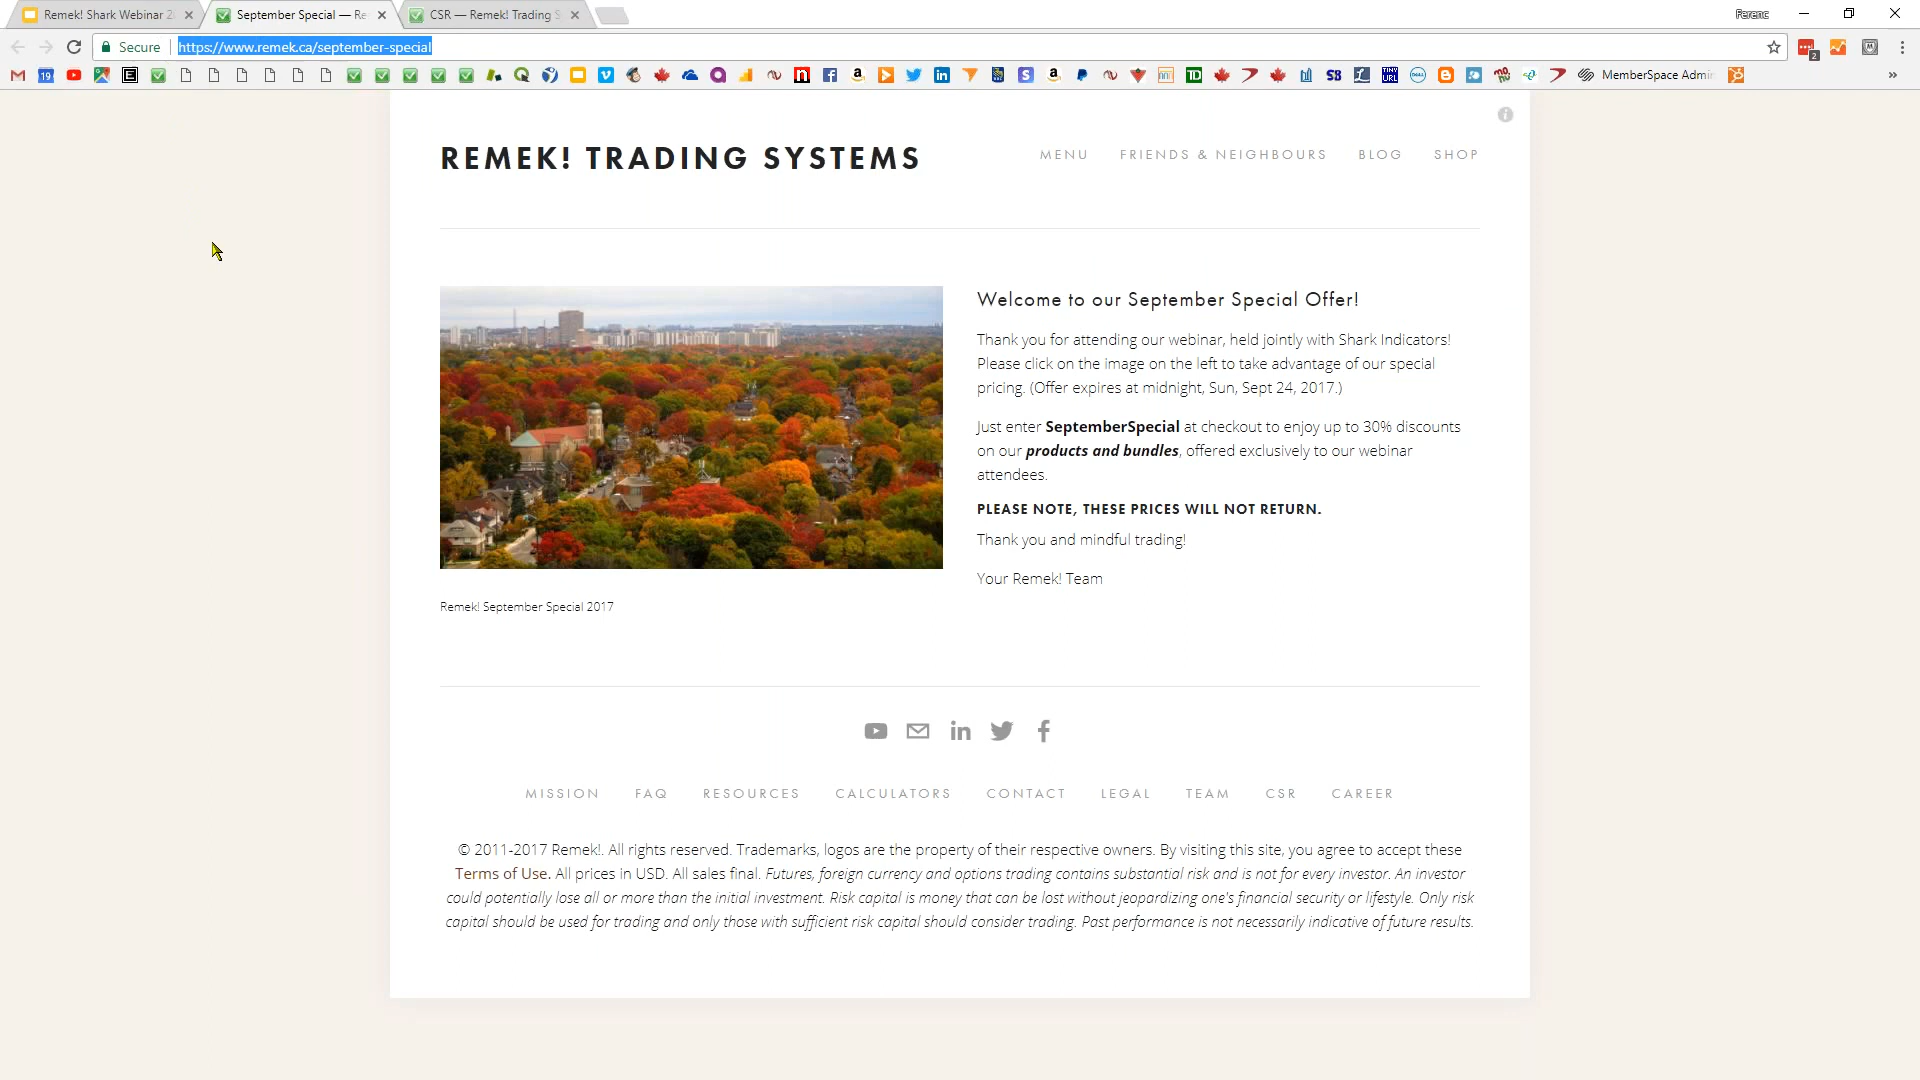 Remek! Shark Webinar 2
September Special — Re
CSR — Remek! Trading S
Ferenc
Secure
https://www.remek.ca/september-special
MemberSpace Admin
REMEK! TRADING SYSTEMS
MENU
FRIENDS & NEIGHBOURS
BLOG
SHOP
Welcome to our September Special Offer!
Thank you for attending our webinar, held jointly with Shark Indicators!
Please click on the image on the left to take advantage of our special
pricing. (Offer expires at midnight, Sun, Sept 24, 2017.)
Just enter SeptemberSpecial at checkout to enjoy up to 30% discounts
on our products and bundles, offered exclusively to our webinar
attendees.
PLEASE NOTE, THESE PRICES WILL NOT RETURN.
Thank you and mindful trading!
Your Remek! Team
Remek! September Special 2017
MISSION
FAQ
RESOURCES
CALCULATORS
CONTACT
LEGAL
TEAM
CSR
CAREER
© 2011-2017 Remek!. All rights reserved. Trademarks, logos are the property of their respective owners. By visiting this site, you agree to accept these
Terms of Use. All prices in USD. All sales final. Futures, foreign currency and options trading contains substantial risk and is not for every investor. An investor
could potentially lose all or more than the initial investment. Risk capital is money that can be lost without jeopardizing one's financial security or lifestyle. Only risk
capital should be used for trading and only those with sufficient risk capital should consider trading. Past performance is not necessarily indicative of future results.